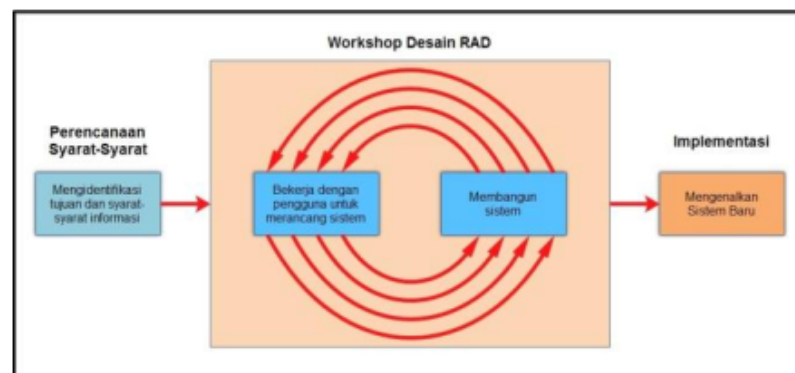 Workshop Desain RAD
Perencanaan
Syarat-Syarat
Mengidentifikasi
tujuan dan syarat-
syarat informasi
Bekerja dengan
pengguna untuk
merancang sistem
Membangun
sistem
Implementasi
Mengenalkan
Sistem Baru